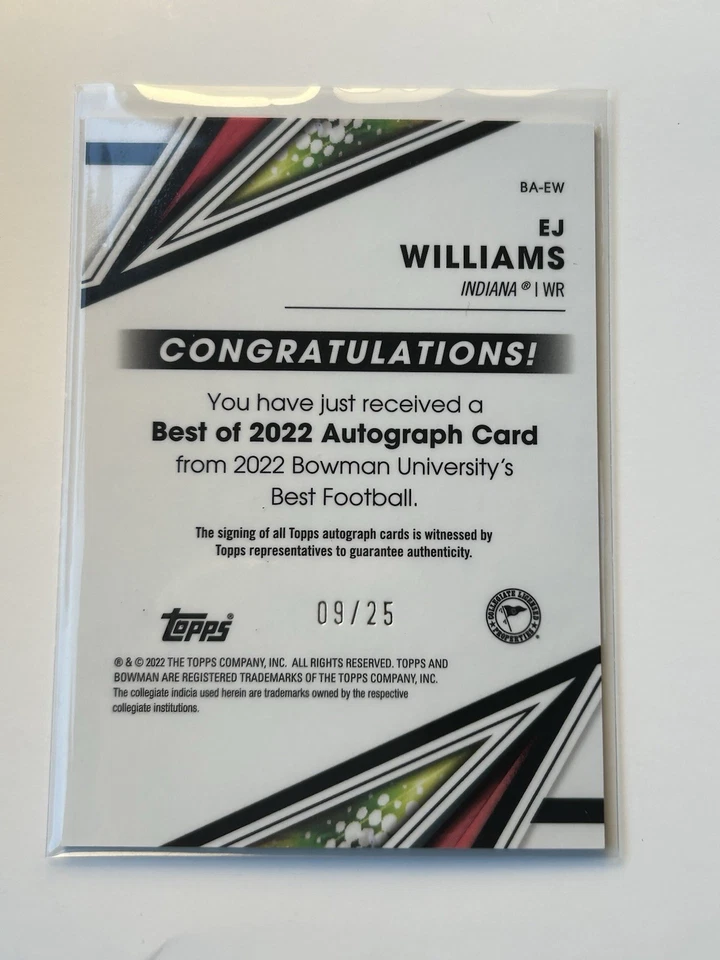 BA-EW
EJ
WILLIAMS
INDIANA ® | WR
CONGRATULATIONS!
You have just received a
Best of 2022 Autograph Card
from 2022 Bowman University's
Best Football.
The signing of all Topps autograph cards is witnessed by
Topps representatives to guarantee authenticity.
Topps®
09/25
COLLEGIATE LICENSED PROPERTIES ®
® & © 2022 THE TOPPS COMPANY, INC. ALL RIGHTS RESERVED. TOPPS AND
BOWMAN ARE REGISTERED TRADEMARKS OF THE TOPPS COMPANY, INC.
The collegiate indicia used herein are trademarks owned by the respective
collegiate institutions.